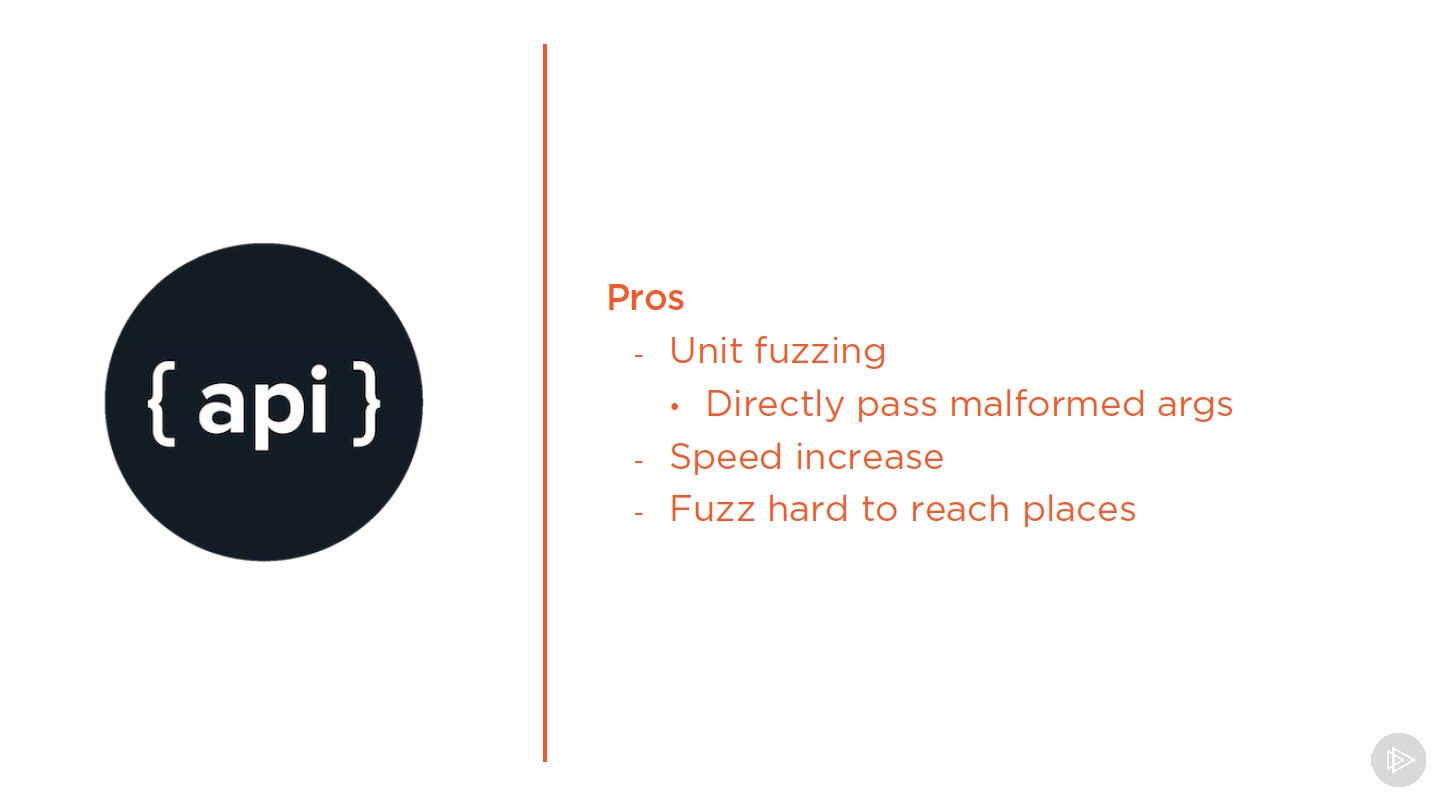 { api }
Pros
- Unit fuzzing
• Directly pass malformed args
- Speed increase
- Fuzz hard to reach places